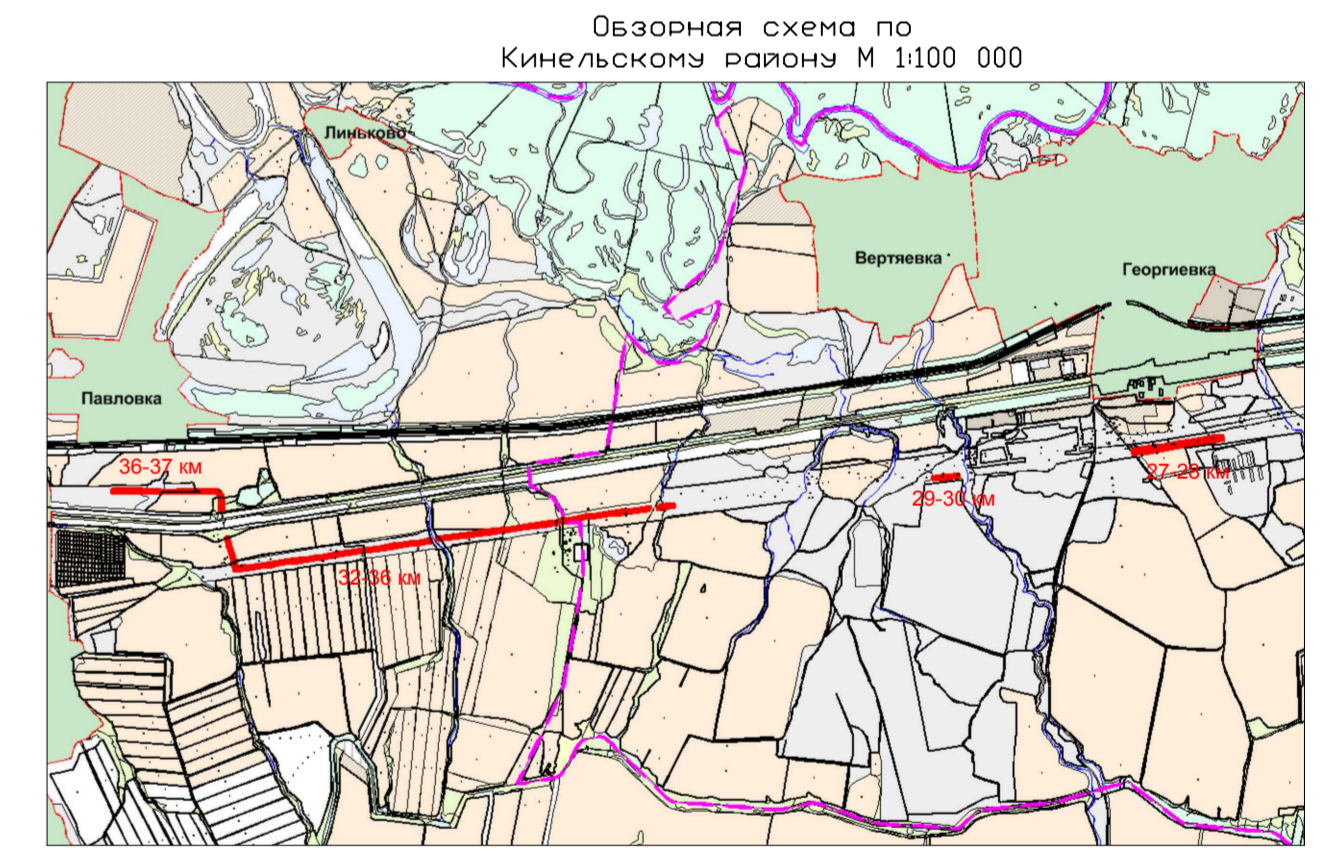 Обзорная схема по
Кинельскому району М 1:100 000
Линьково
Вертяевка
Георгиевка
Павловка
36-37 км
27-28 км
29-30 км
32-36 км